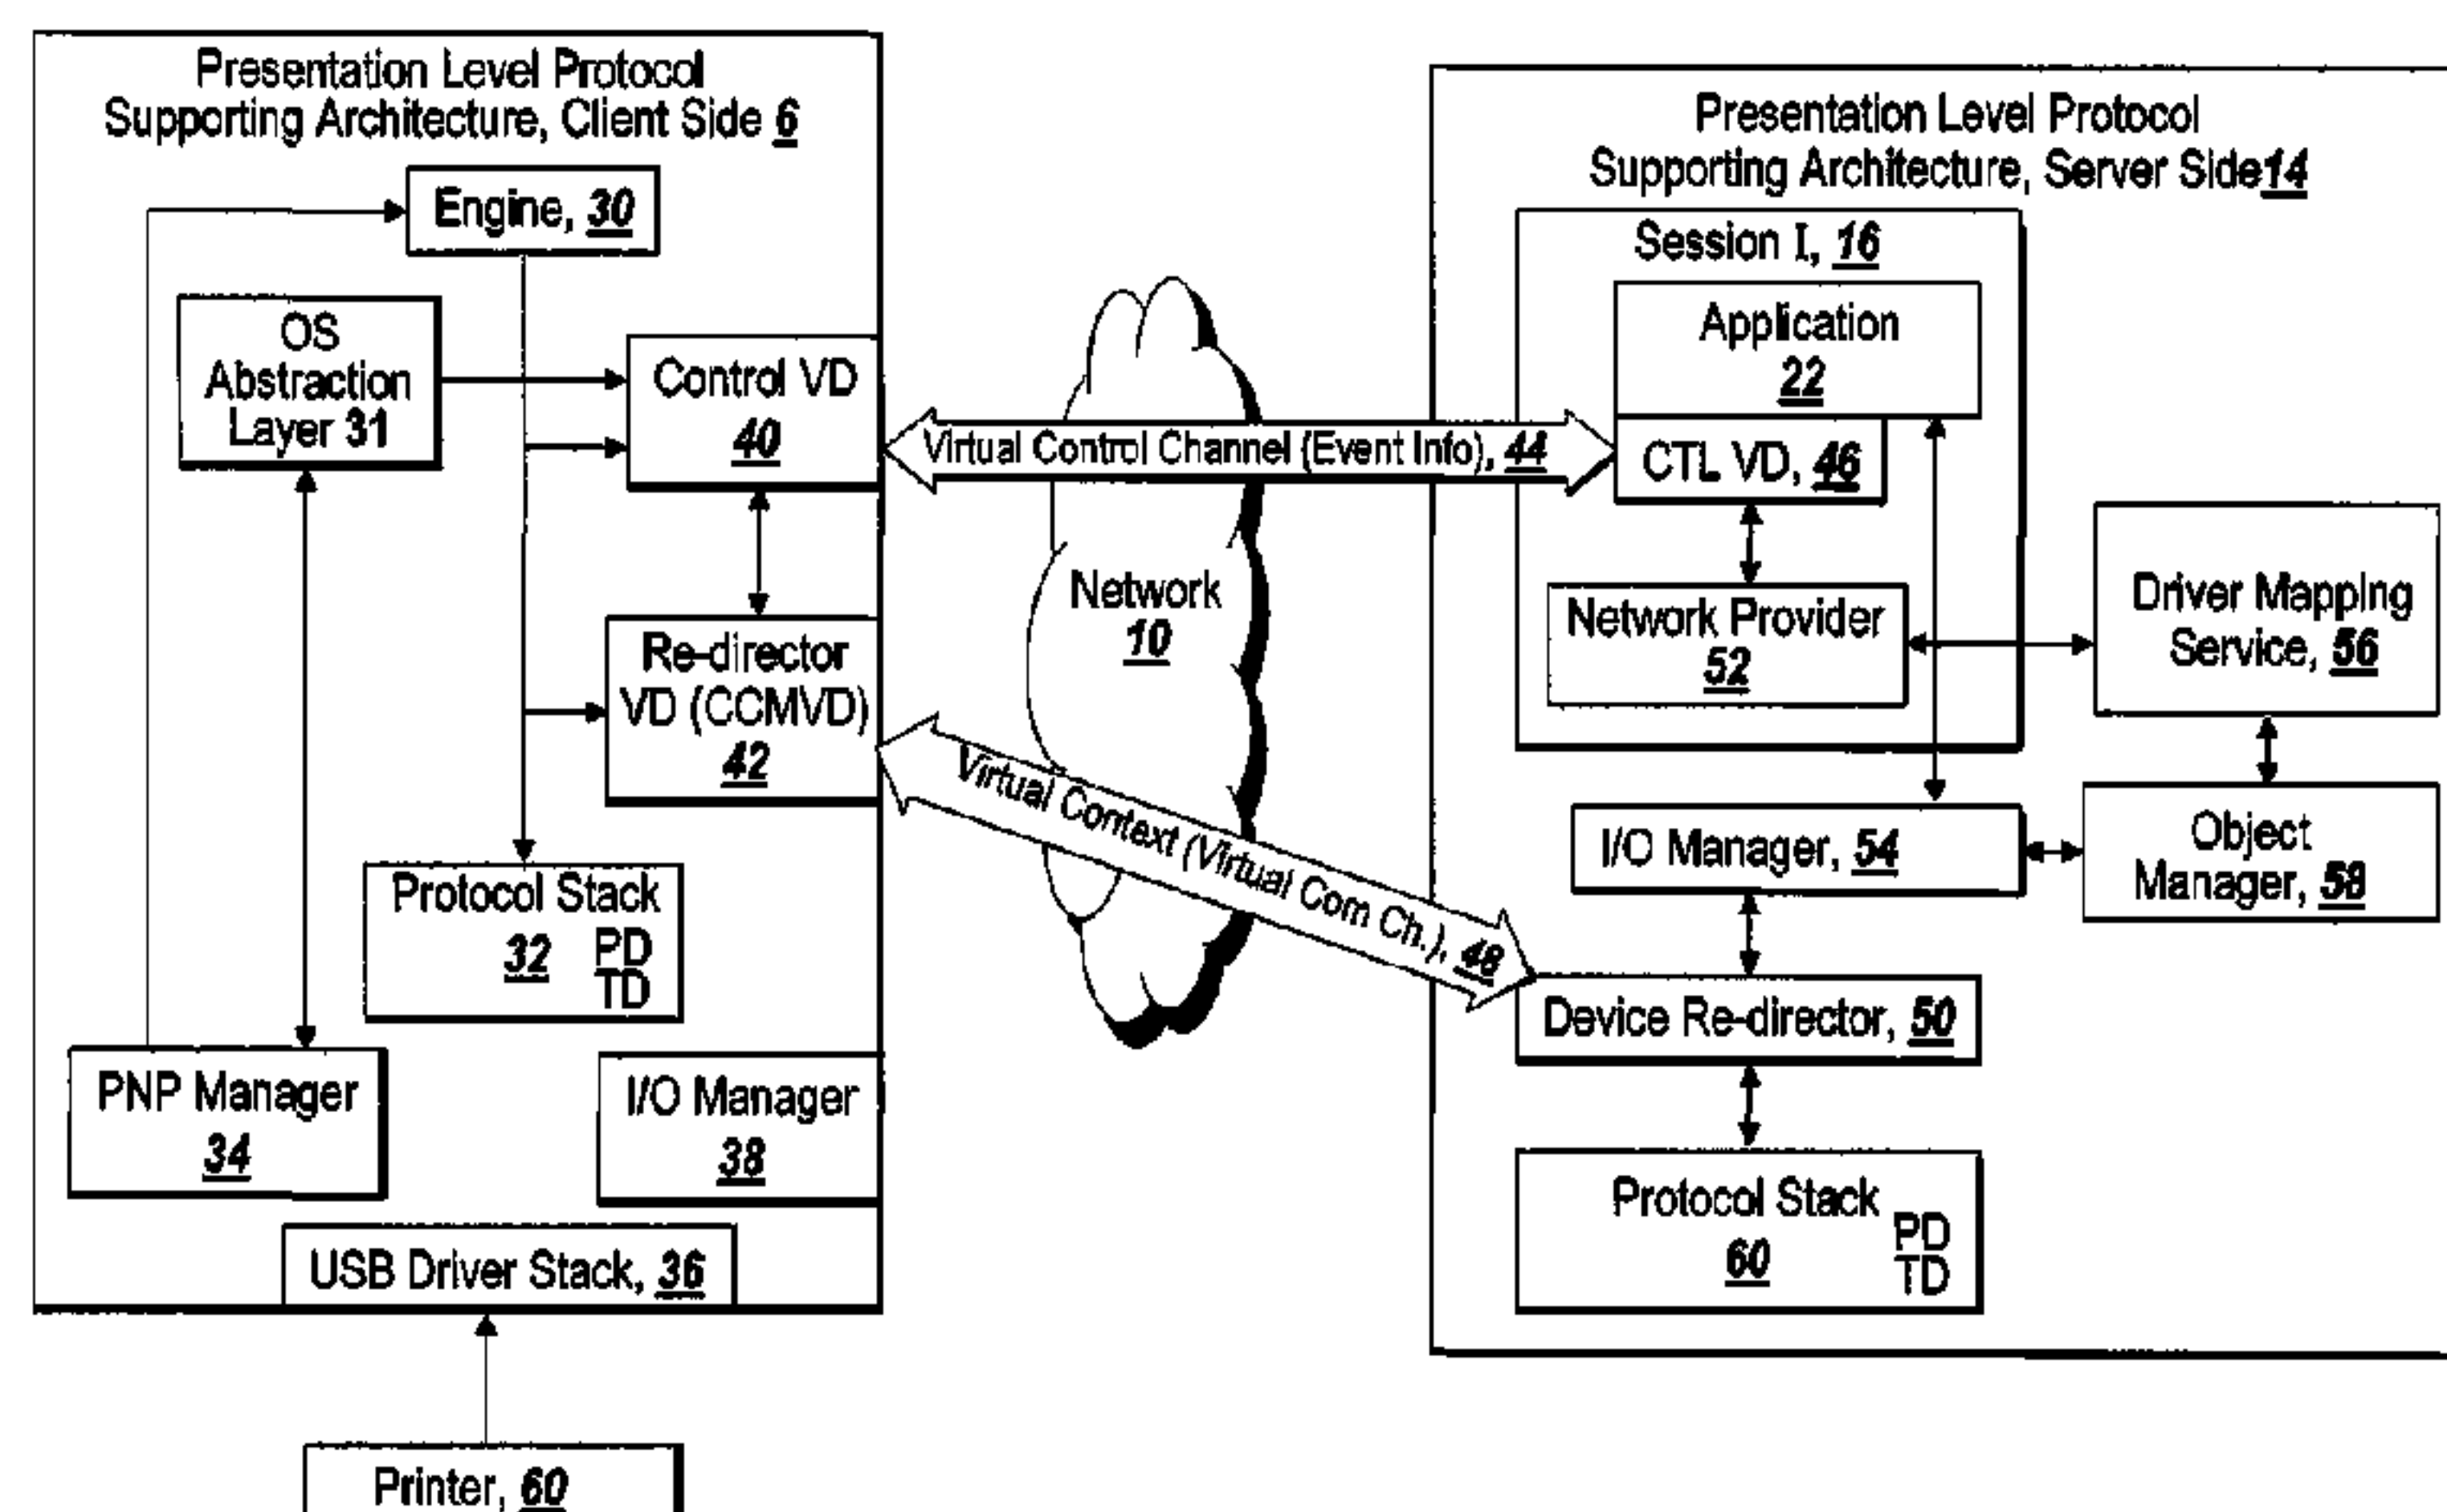 Presentation Level Protocol
Supporting Architecture, Client Side 6
Engine, 30
OS
Abstraction
Layer 31
Control VD
40
Re-director
VD (CCMVD)
42
Protocol Stack
32 PD
TD
PNP Manager
34
I/O Manager
38
USB Driver Stack, 36
Printer, 60
Virtual Control Channel (Event Info), 44
Network
10
Virtual Context (Virtual Com Ch.), 48
Presentation Level Protocol
Supporting Architecture, Server Side14
Session I, 16
Application
22
CTL VD, 46
Network Provider
52
Driver Mapping
Service, 56
I/O Manager, 54
Object
Manager, 58
Device Re-director, 50
Protocol Stack
60 PD
TD